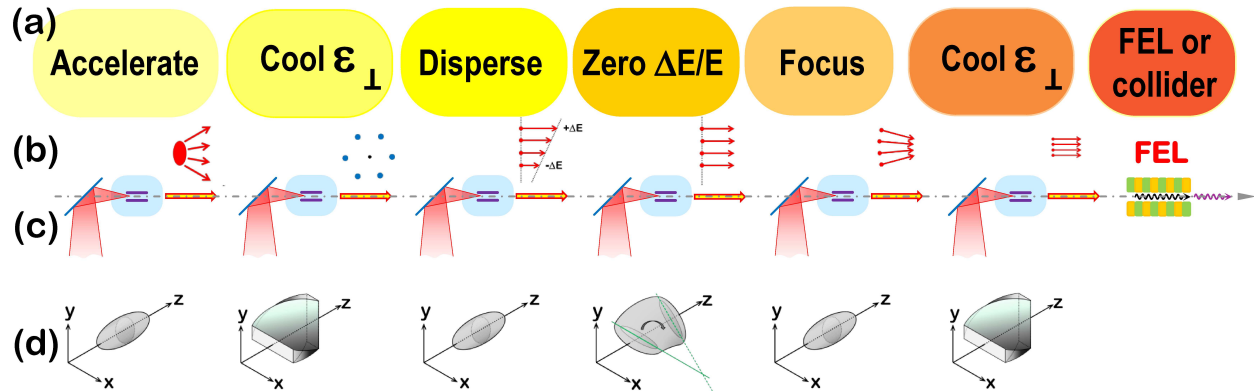 (a)
Accelerate
Cool ε⊥
Disperse
Zero ΔE/E
Focus
Cool ε⊥
FEL or
collider
(b)
+ΔE
-ΔE
FEL
(c)
(d)
y
z
x
y
z
x
y
z
x
y
z
x
y
z
x
y
z
x